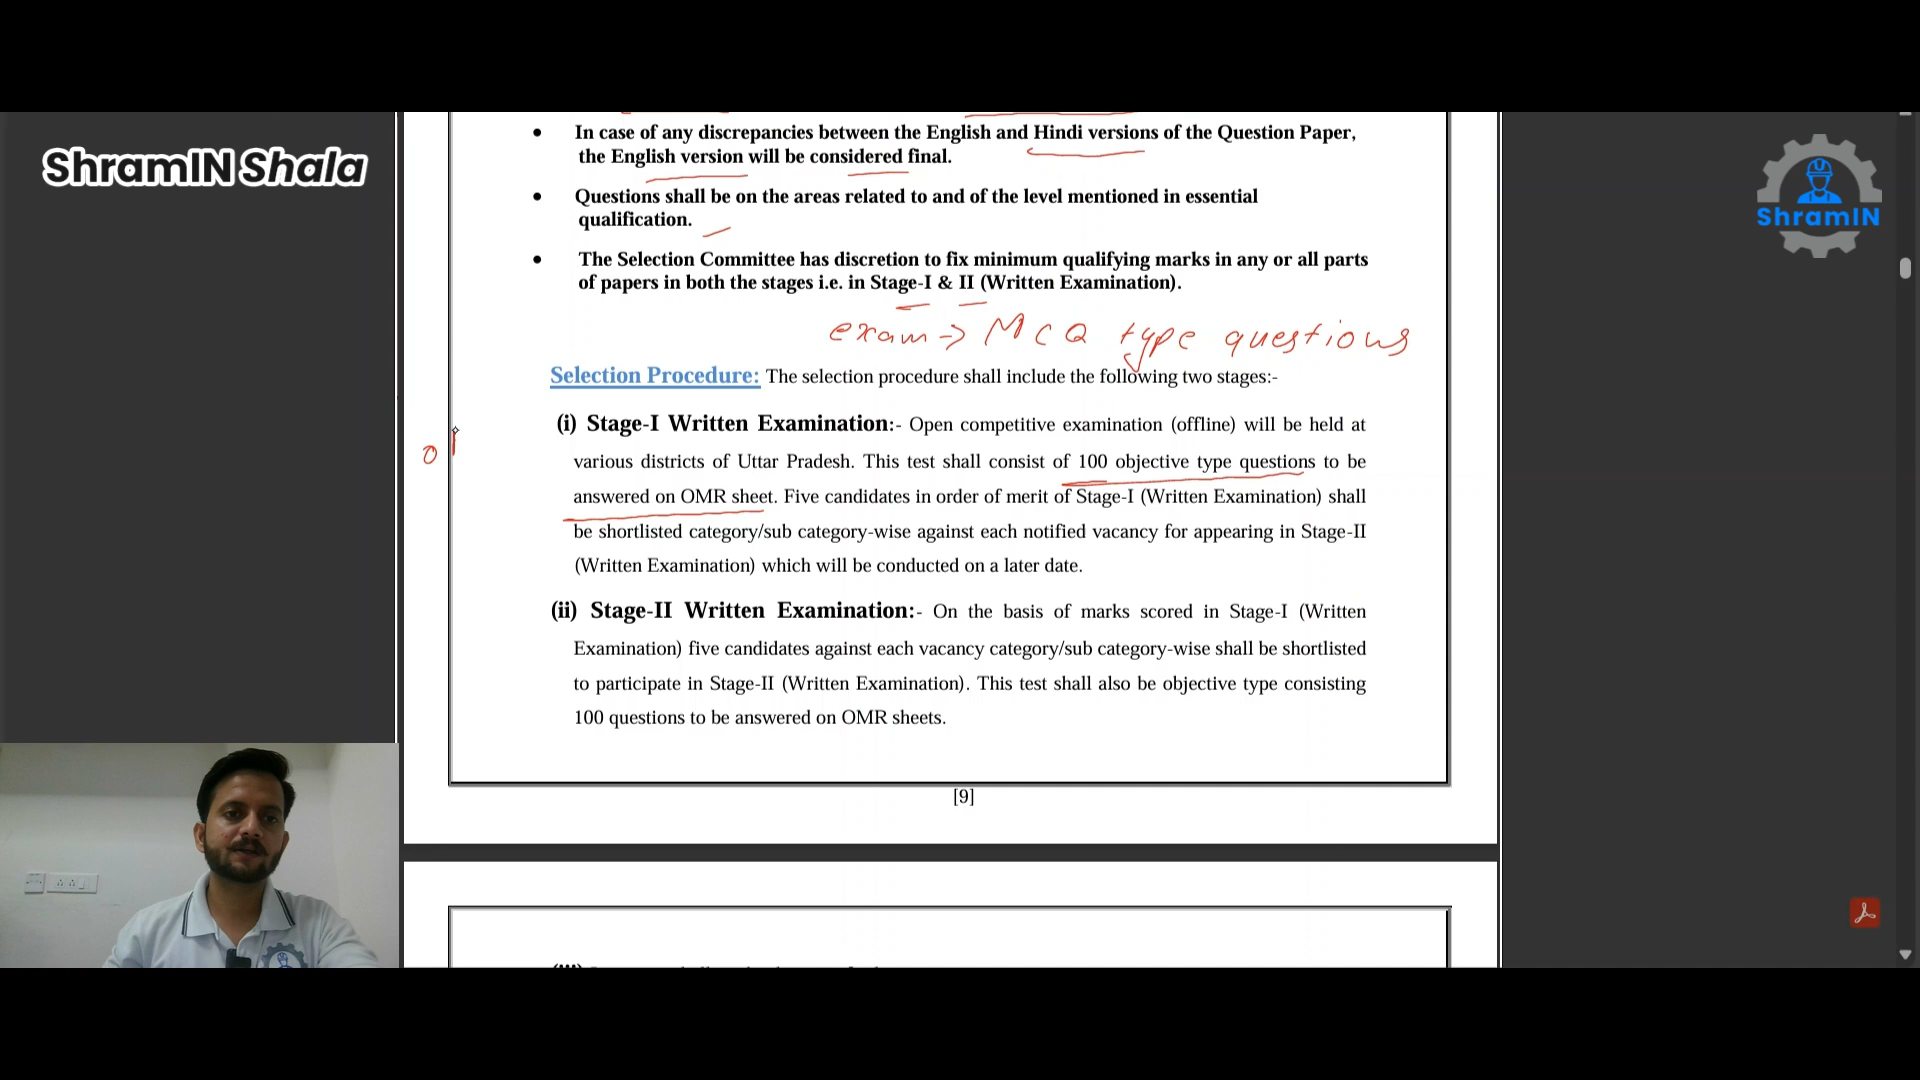 ShramIN Shala
ShramIN
• In case of any discrepancies between the English and Hindi versions of the Question Paper,
the English version will be considered final.
• Questions shall be on the areas related to and of the level mentioned in essential
qualification.
• The Selection Committee has discretion to fix minimum qualifying marks in any or all parts
of papers in both the stages i.e. in Stage-I & II (Written Examination).
exam -> MCQ type questions
Selection Procedure: The selection procedure shall include the following two stages:-
(i) Stage-I Written Examination:- Open competitive examination (offline) will be held at
various districts of Uttar Pradesh. This test shall consist of 100 objective type questions to be
answered on OMR sheet. Five candidates in order of merit of Stage-I (Written Examination) shall
be shortlisted category/sub category-wise against each notified vacancy for appearing in Stage-II
(Written Examination) which will be conducted on a later date.
(ii) Stage-II Written Examination:- On the basis of marks scored in Stage-I (Written
Examination) five candidates against each vacancy category/sub category-wise shall be shortlisted
to participate in Stage-II (Written Examination). This test shall also be objective type consisting
100 questions to be answered on OMR sheets.
[9]